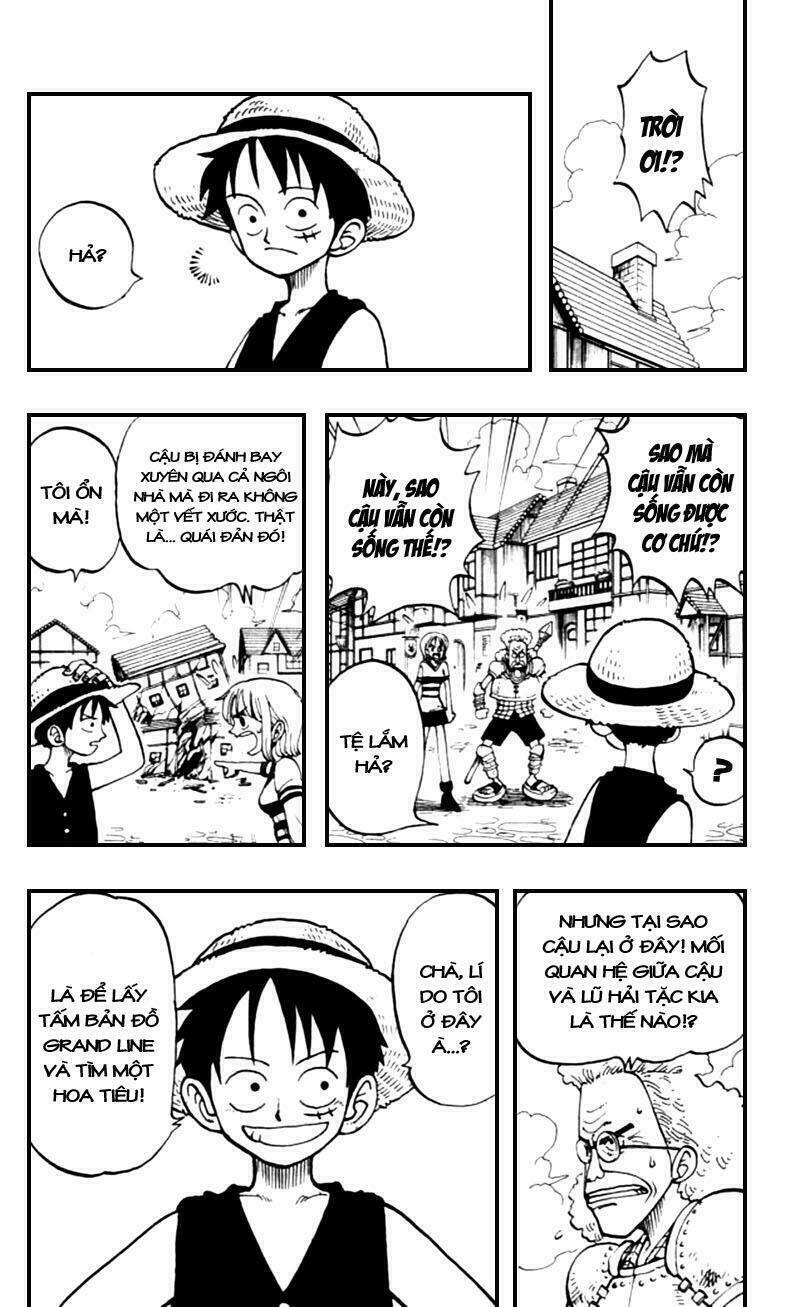 TRỜI
ƠI!?
HẢ?
SAO MÀ
CẬU VẪN CÒN
SỐNG ĐƯỢC
CƠ CHỨ!?
NÀY, SAO
CẬU VẪN CÒN
SỐNG THẾ!?
?
TỆ LẮM
HẢ?
CẬU BỊ ĐÁNH BAY
XUYÊN QUA CẢ NGÔI
NHÀ MÀ ĐI RA KHÔNG
MỘT VẾT XƯỚC. THẬT
LÀ... QUÁI ĐẢN ĐÓ!
TÔI ỔN
MÀ!
NHƯNG TẠI SAO
CẬU LẠI Ở ĐÂY! MỐI
QUAN HỆ GIỮA CẬU
VÀ LŨ HẢI TẶC KIA
LÀ THẾ NÀO!?
CHÀ, LÍ
DO TÔI
Ở ĐÂY
À...?
LÀ ĐỂ LẤY
TẤM BẢN ĐỒ
GRAND LINE
VÀ TÌM MỘT
HOA TIÊU!